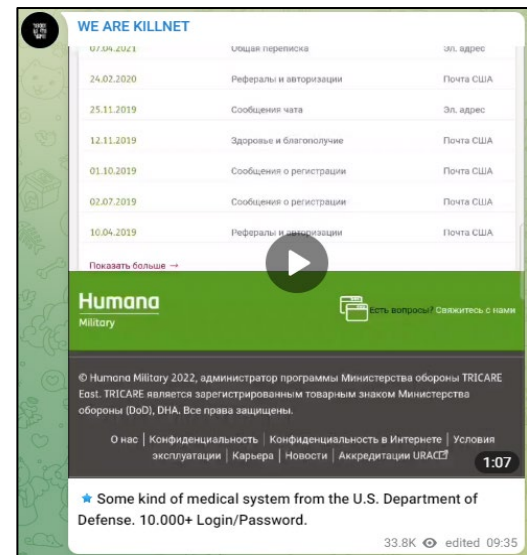 WE ARE KILLNET
07.04.2021 Общая переписка Эл. адрес
24.02.2020 Рефералы и авторизации Почта США
25.11.2019 Сообщения чата Эл. адрес
12.11.2019 Здоровье и благополучие Почта США
01.10.2019 Сообщения о регистрации Почта США
02.07.2019 Сообщения о регистрации Почта США
10.04.2019 Рефералы и авторизации Почта США
Показать больше →
Humana
Military
Есть вопросы? Свяжитесь с нами
© Humana Military 2022, администратор программы Министерства обороны TRICARE
East. TRICARE является зарегистрированным товарным знаком Министерства
обороны (DoD), DHA. Все права защищены.
О нас | Конфиденциальность | Конфиденциальность в Интернете | Условия
эксплуатации | Карьера | Новости | Аккредитации URAC
1:07
Some kind of medical system from the U.S. Department of
Defense. 10.000+ Login/Password.
33.8K edited 09:35